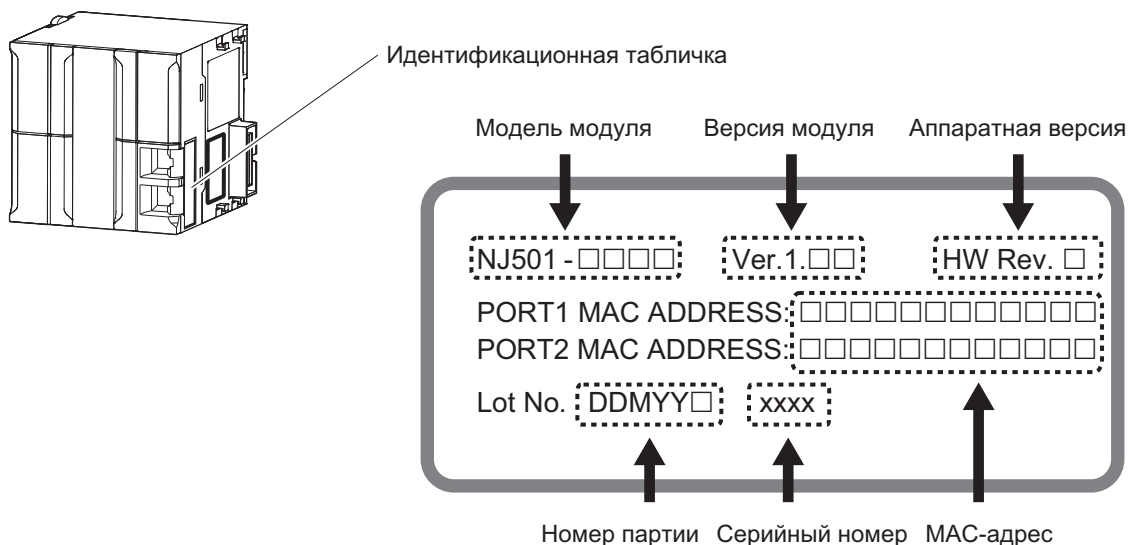 Идентификационная табличка
Модель модуля Версия модуля Аппаратная версия
NJ501 - □□□□ Ver.1.□□ HW Rev. □
PORT1 MAC ADDRESS: □□□□□□□□□□□□
PORT2 MAC ADDRESS: □□□□□□□□□□□□
Lot No. DDMYY□ xxxx
Номер партии Серийный номер MAC-адрес